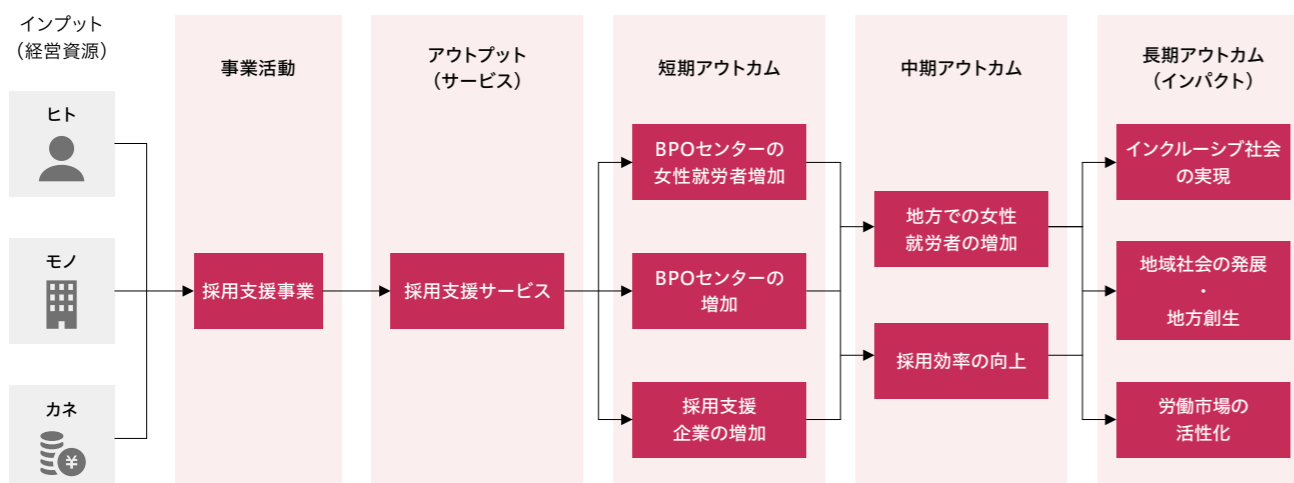 インプット
（経営資源）
ヒト
モノ
カネ
¥
事業活動
採用支援事業
アウトプット
（サービス）
採用支援サービス
短期アウトカム
BPOセンターの
女性就労者増加
BPOセンターの
増加
採用支援
企業の増加
中期アウトカム
地方での女性
就労者の増加
採用効率の向上
長期アウトカム
（インパクト）
インクルーシブ社会
の実現
地域社会の発展
・
地方創生
労働市場の
活性化